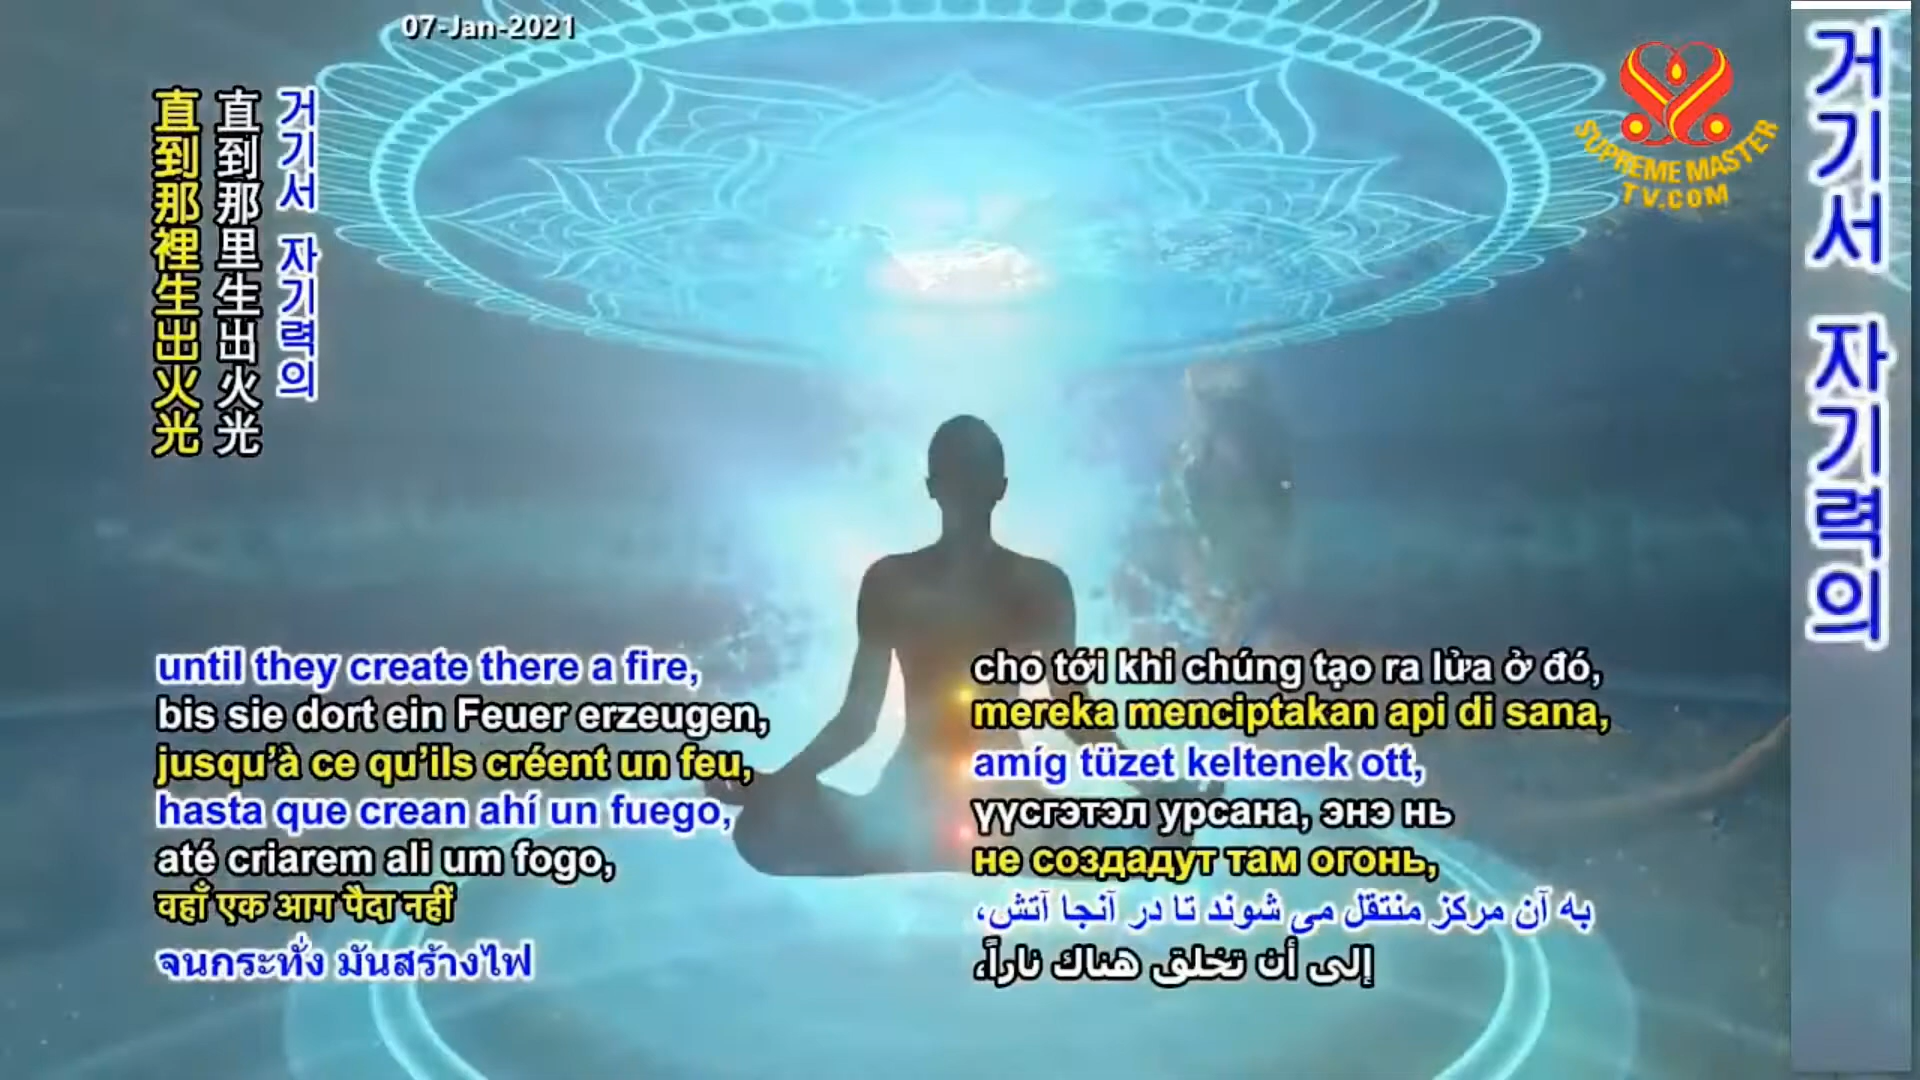 07-Jan-2021
SUPREME MASTER
TV.COM
거기서 자기력의
直到那里生出火光
直到那裡生出火光
거기서 자기력의
until they create there a fire,
bis sie dort ein Feuer erzeugen,
jusqu’à ce qu’ils créent un feu,
hasta que crean ahí un fuego,
até criarem ali um fogo,
वहाँ एक आग पैदा नहीं
จนกระทั่ง มันสร้างไฟ
cho tới khi chúng tạo ra lửa ở đó,
mereka menciptakan api di sana,
amíg tüzet keltenek ott,
үүсгэтэл урсана, энэ нь
не создадут там огонь,
به آن مرکز منتقل می شوند تا در آنجا آتش،
إلى أن تخلق هناك ناراً،